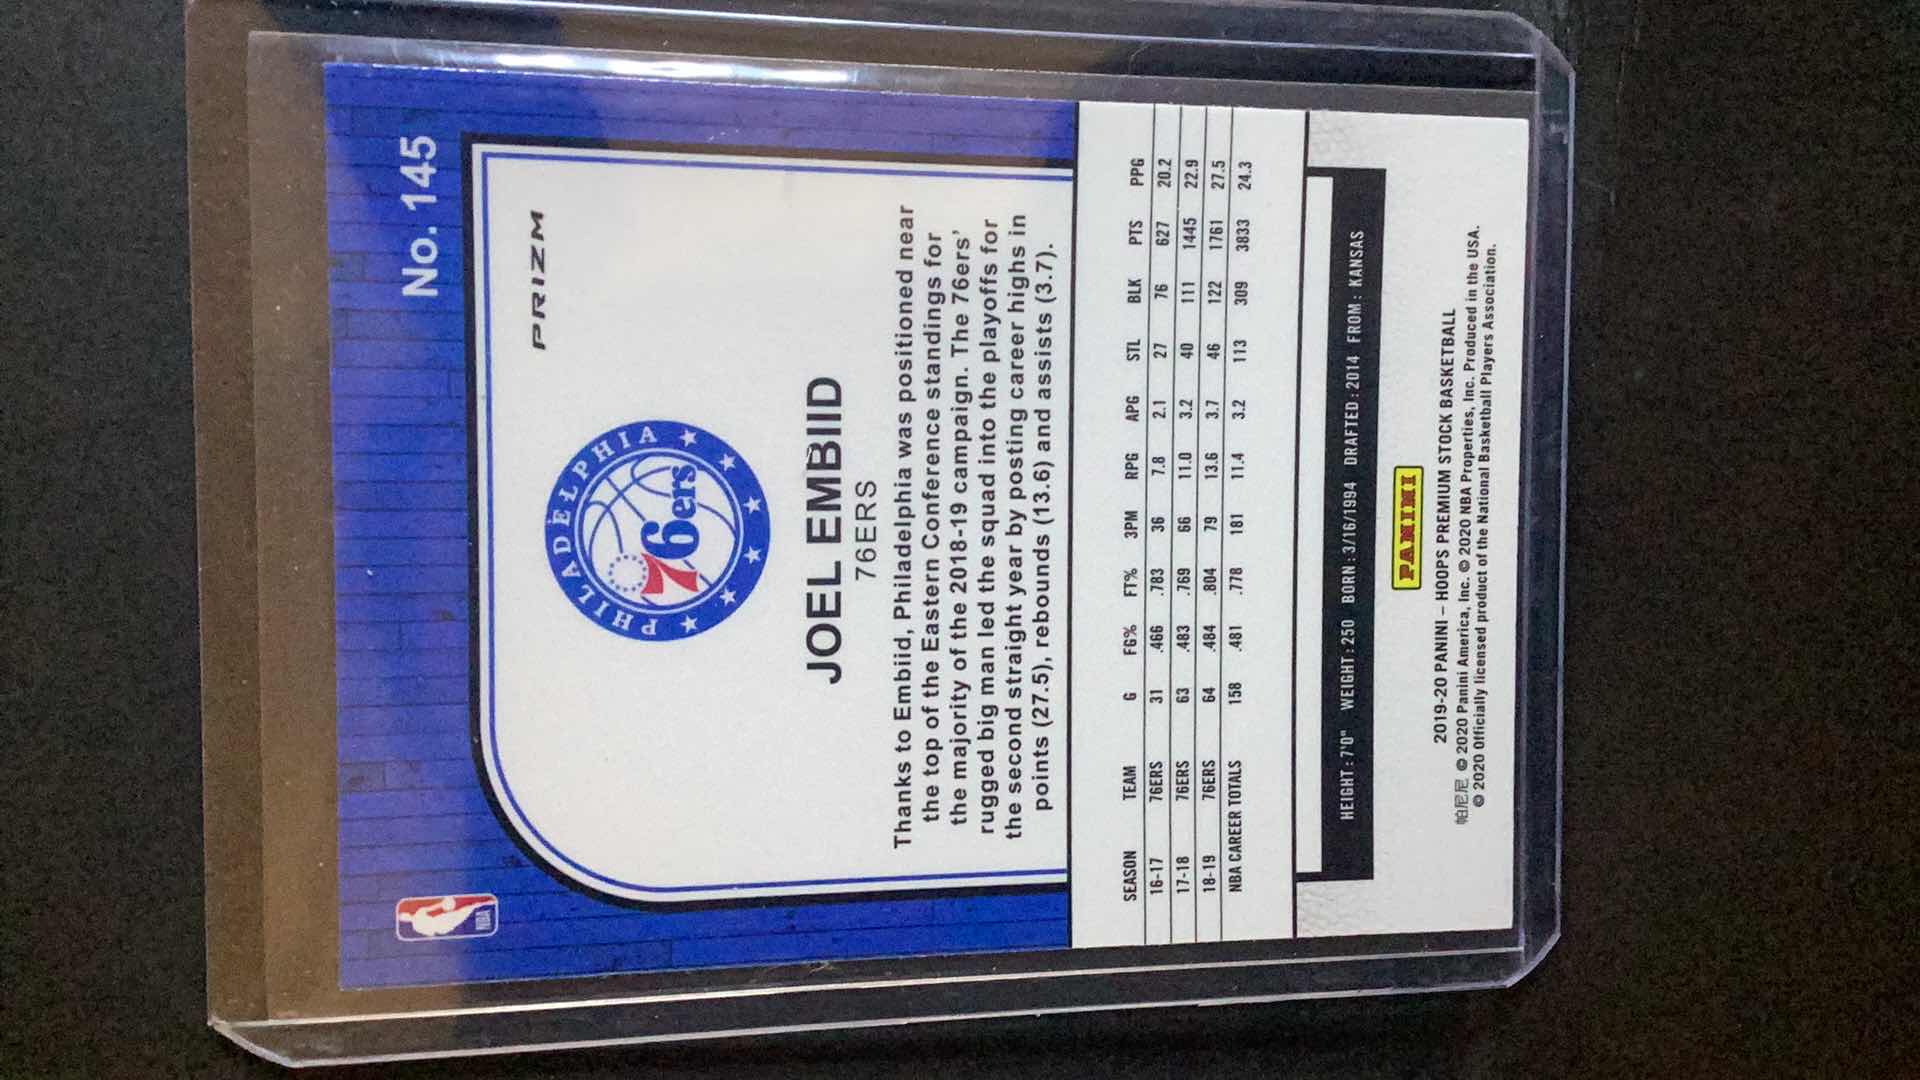 No. 145
NBA
PRIZM
PHILADELPHIA
76ers
JOEL EMBIID
76ERS
Thanks to Embiid, Philadelphia was positioned near
the top of the Eastern Conference standings for
the majority of the 2018-19 campaign. The 76ers’
rugged big man led the squad into the playoffs for
the second straight year by posting career highs in
points (27.5), rebounds (13.6) and assists (3.7).
SEASON TEAM G FG% FT% 3PM RPG APG STL BLK PTS PPG
16-17 76ERS 31 .466 .783 36 7.8 2.1 27 76 627 20.2
17-18 76ERS 63 .483 .769 66 11.0 3.2 40 111 1445 22.9
18-19 76ERS 64 .484 .804 79 13.6 3.7 46 122 1761 27.5
NBA CAREER TOTALS 158 .481 .778 181 11.4 3.2 113 309 3833 24.3
HEIGHT: 7'0" WEIGHT: 250 BORN: 3/16/1994 DRAFTED: 2014 FROM: KANSAS
PANINI
2019-20 PANINI – HOOPS PREMIUM STOCK BASKETBALL
帕尼尼 © 2020 Panini America, Inc. © 2020 NBA Properties, Inc. Produced in the USA.
© 2020 Officially licensed product of the National Basketball Players Association.